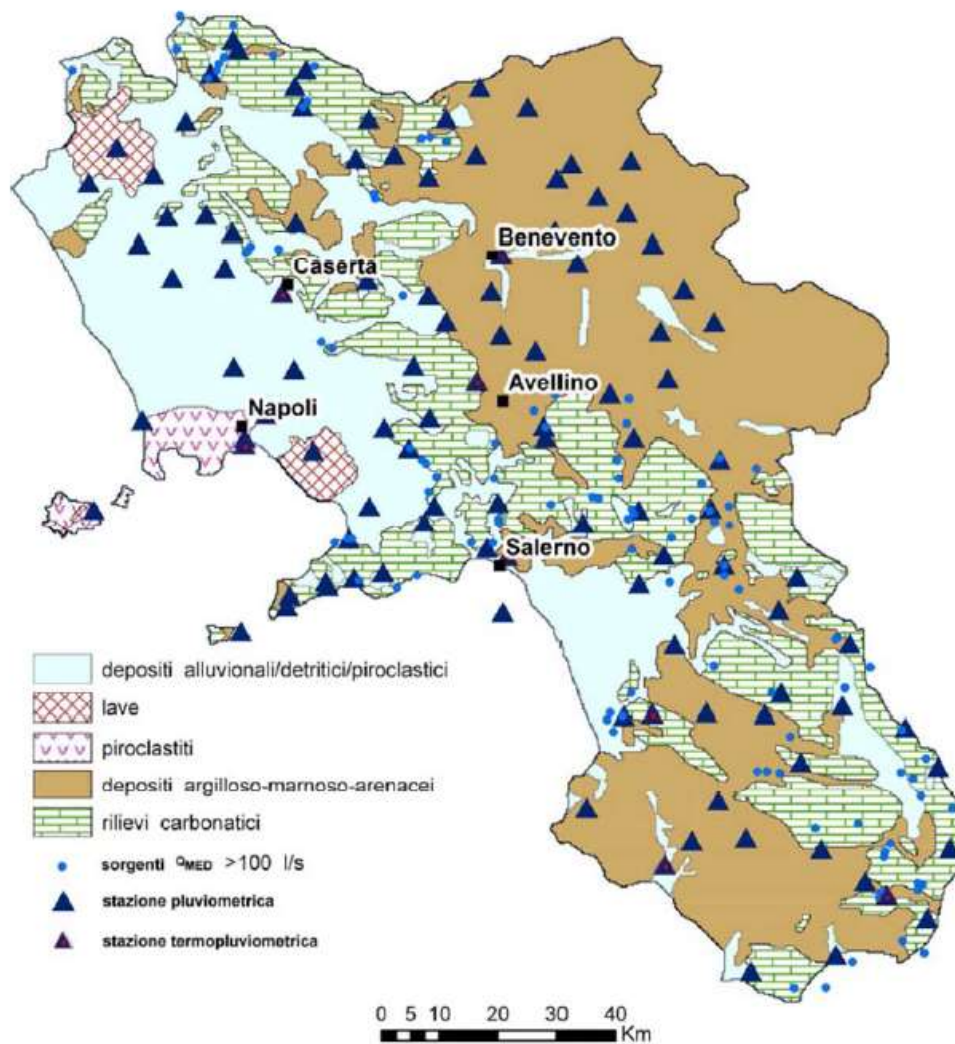 Benevento
Caserta
Avellino
Napoli
Salerno
depositi alluvionali/detritici/piroclastici
lave
piroclastiti
depositi argilloso-marnoso-arenacei
rilievi carbonatici
sorgenti QMED >100 l/s
stazione pluviometrica
stazione termopluviometrica
0 5 10 20 30 40
Km